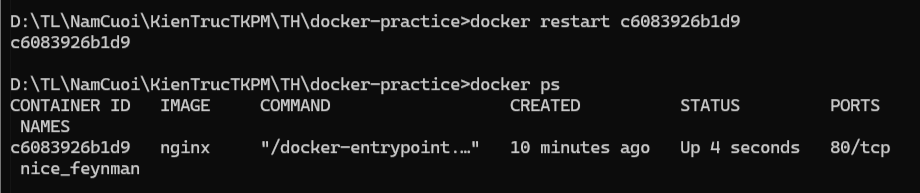 D:\TL\NamCuoi\KienTrucTKPM\TH\docker-practice>docker restart c6083926b1d9
c6083926b1d9

D:\TL\NamCuoi\KienTrucTKPM\TH\docker-practice>docker ps
CONTAINER ID   IMAGE     COMMAND                  CREATED          STATUS         PORTS
 NAMES
c6083926b1d9   nginx     "/docker-entrypoint.…"   10 minutes ago   Up 4 seconds   80/tcp
 nice_feynman